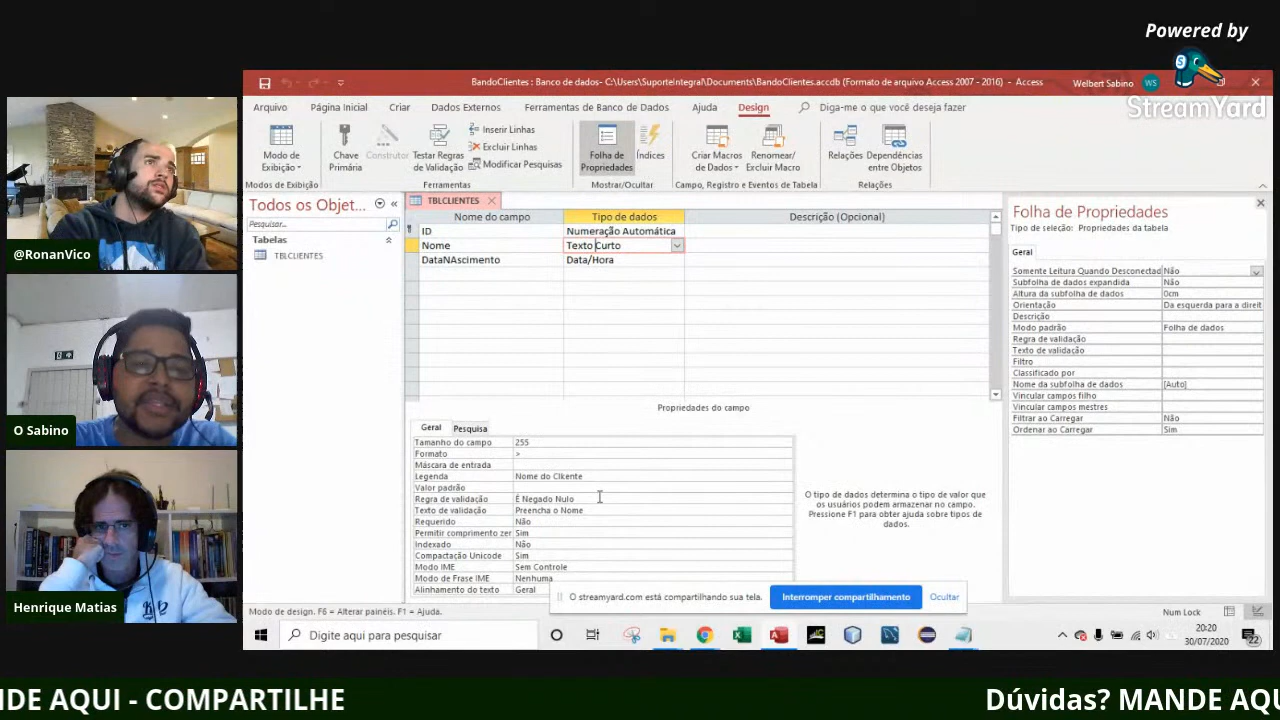 Powered by
StreamYard
BandoClientes : Banco de dados- C:\Users\SuporteIntegral\Documents\BandoClientes.accdb (Formato de arquivo Access 2007 - 2016) - Access
Welbert Sabino
WS
Arquivo
Página Inicial
Criar
Dados Externos
Ferramentas de Banco de Dados
Ajuda
Design
Diga-me o que você deseja fazer
Modo de Exibição
Chave Primária
Construtor
Testar Regras de Validação
Inserir Linhas
Excluir Linhas
Modificar Pesquisas
Folha de Propriedades
Índices
Criar Macros de Dados
Renomear/ Excluir Macro
Relações
Dependências entre Objetos
Modos de Exibição
Ferramentas
Mostrar/Ocultar
Campo, Registro e Eventos de Tabela
Relações
Todos os Objet...
Pesquisar...
Tabelas
TBLCLIENTES
TBLCLIENTES
Nome do campo
Tipo de dados
Descrição (Opcional)
ID
Numeração Automática
Nome
Texto Curto
DataNAscimento
Data/Hora
Propriedades do campo
Geral
Pesquisa
Tamanho do campo
255
Formato
>
Máscara de entrada
Legenda
Nome do Clkente
Valor padrão
Regra de validação
É Negado Nulo
Texto de validação
Preencha o Nome
Requerido
Não
Permitir comprimento zer
Sim
Indexado
Não
Compactação Unicode
Sim
Modo IME
Sem Controle
Modo de Frase IME
Nenhuma
Alinhamento do texto
Geral
O tipo de dados determina o tipo de valor que
os usuários podem armazenar no campo.
Pressione F1 para obter ajuda sobre tipos de
dados.
Folha de Propriedades
Tipo de seleção: Propriedades da tabela
Geral
Somente Leitura Quando Desconectad
Não
Subfolha de dados expandida
Não
Altura da subfolha de dados
0cm
Orientação
Da esquerda para a direit
Descrição
Modo padrão
Folha de dados
Regra de validação
Texto de validação
Filtro
Classificado por
Nome da subfolha de dados
[Auto]
Vincular campos filho
Vincular campos mestres
Filtrar ao Carregar
Não
Ordenar ao Carregar
Sim
@RonanVico
O Sabino
Henrique Matias
O streamyard.com está compartilhando sua tela.
Interromper compartilhamento
Ocultar
Modo de design. F6 = Alterar painéis. F1 = Ajuda.
Num Lock
Digite aqui para pesquisar
20:20
30/07/2020
22
NDE AQUI - COMPARTILHE
Dúvidas? MANDE AQU